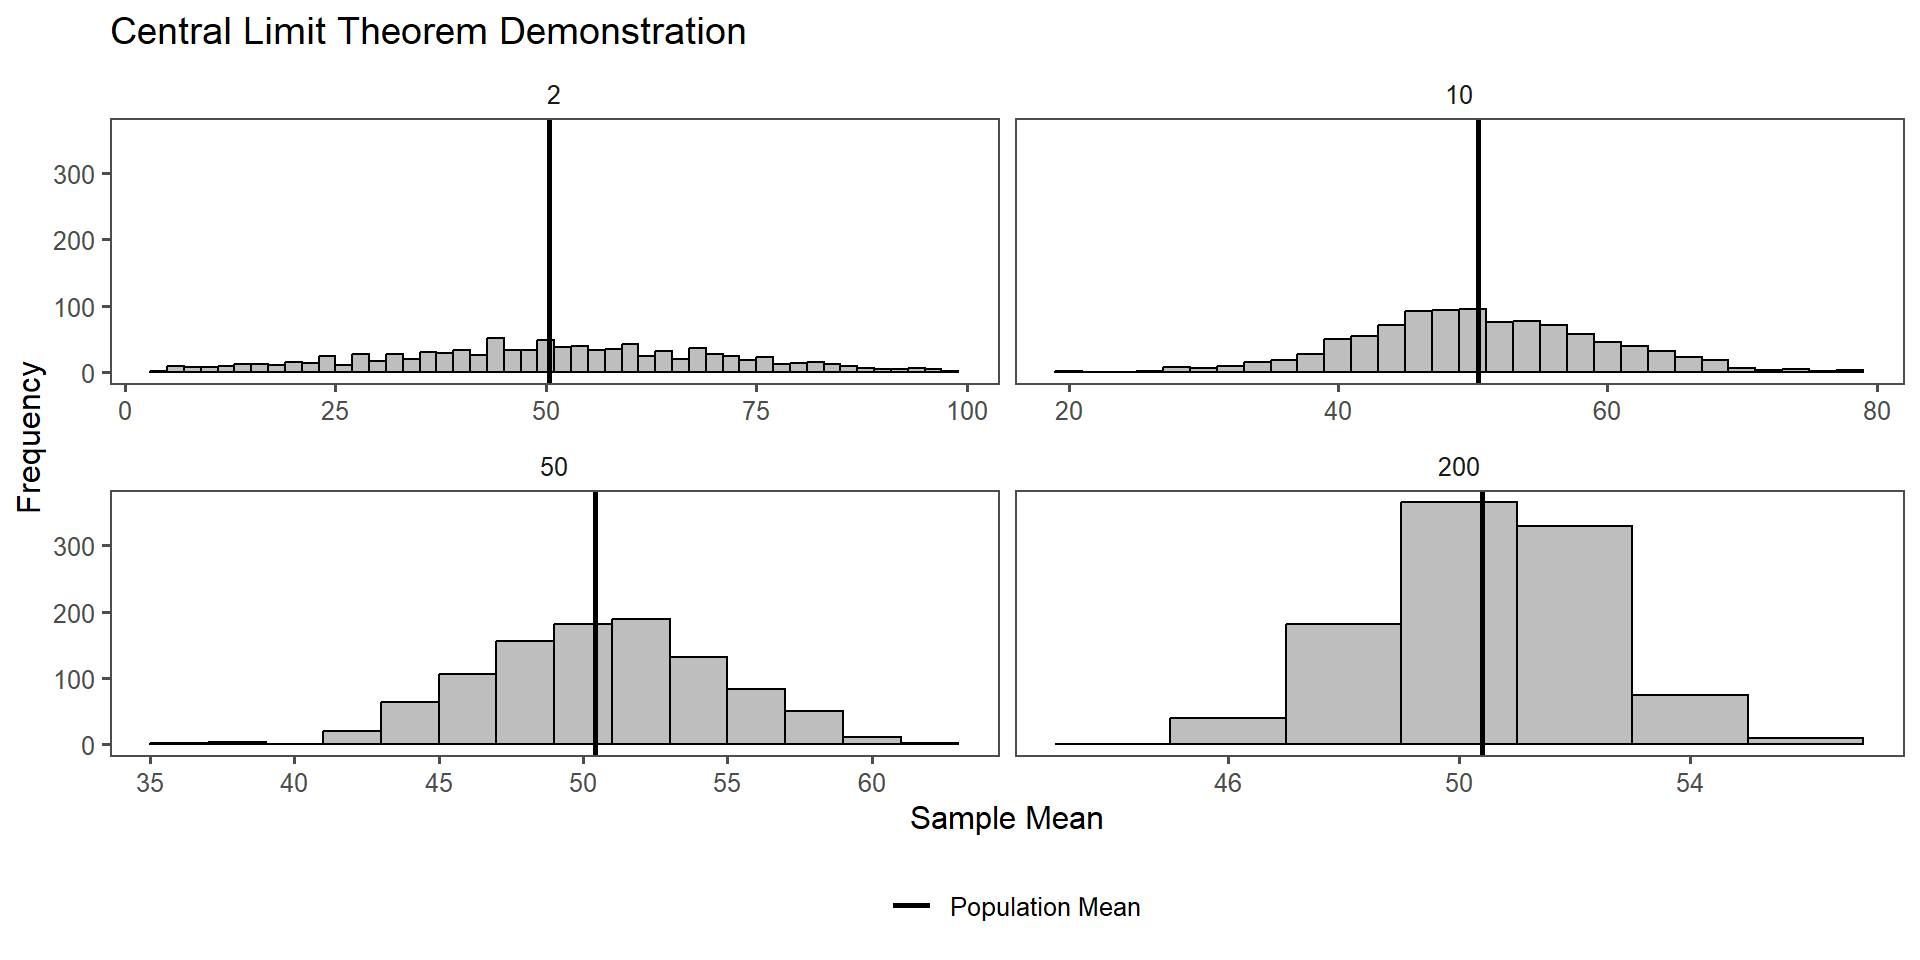 Central Limit Theorem Demonstration
2
10
300
200
100
0
0 25 50 75 100
20 40 60 80
Frequency
50
200
300
200
100
0
35 40 45 50 55 60
46 50 54
Sample Mean
Population Mean